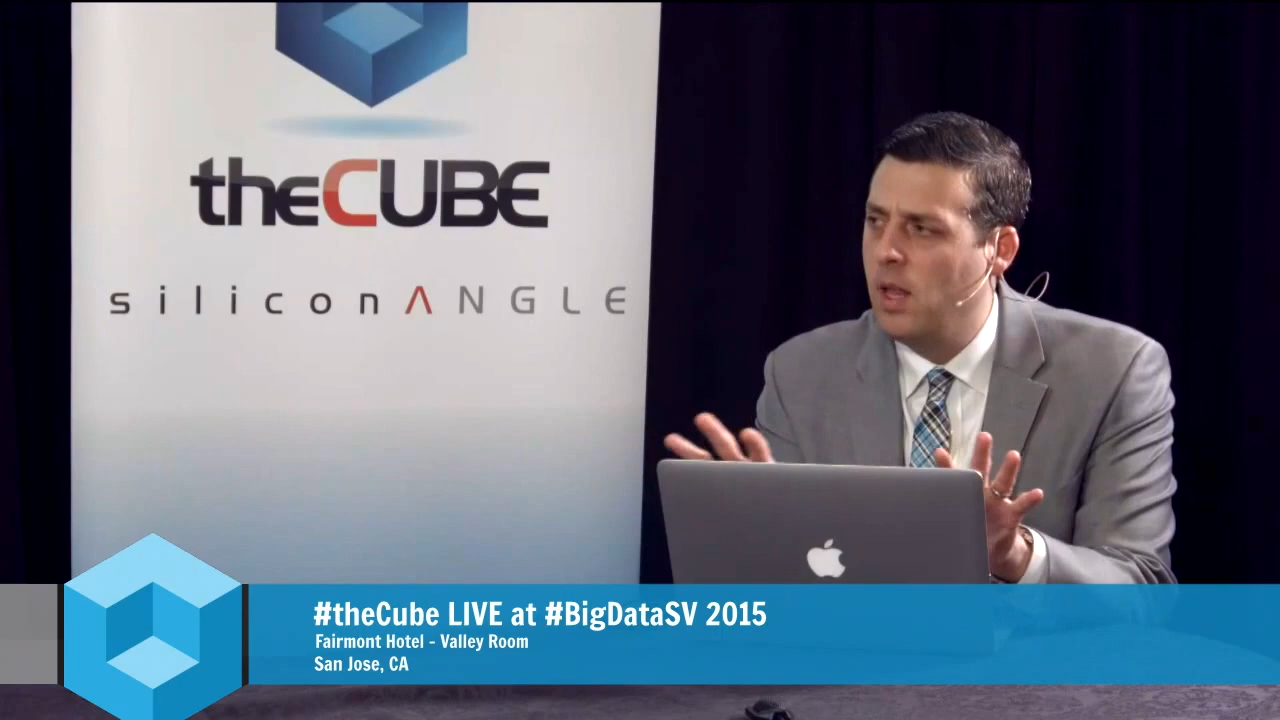 theCUBE
siliconANGLE
#theCube LIVE at #BigDataSV 2015
Fairmont Hotel - Valley Room
San Jose, CA